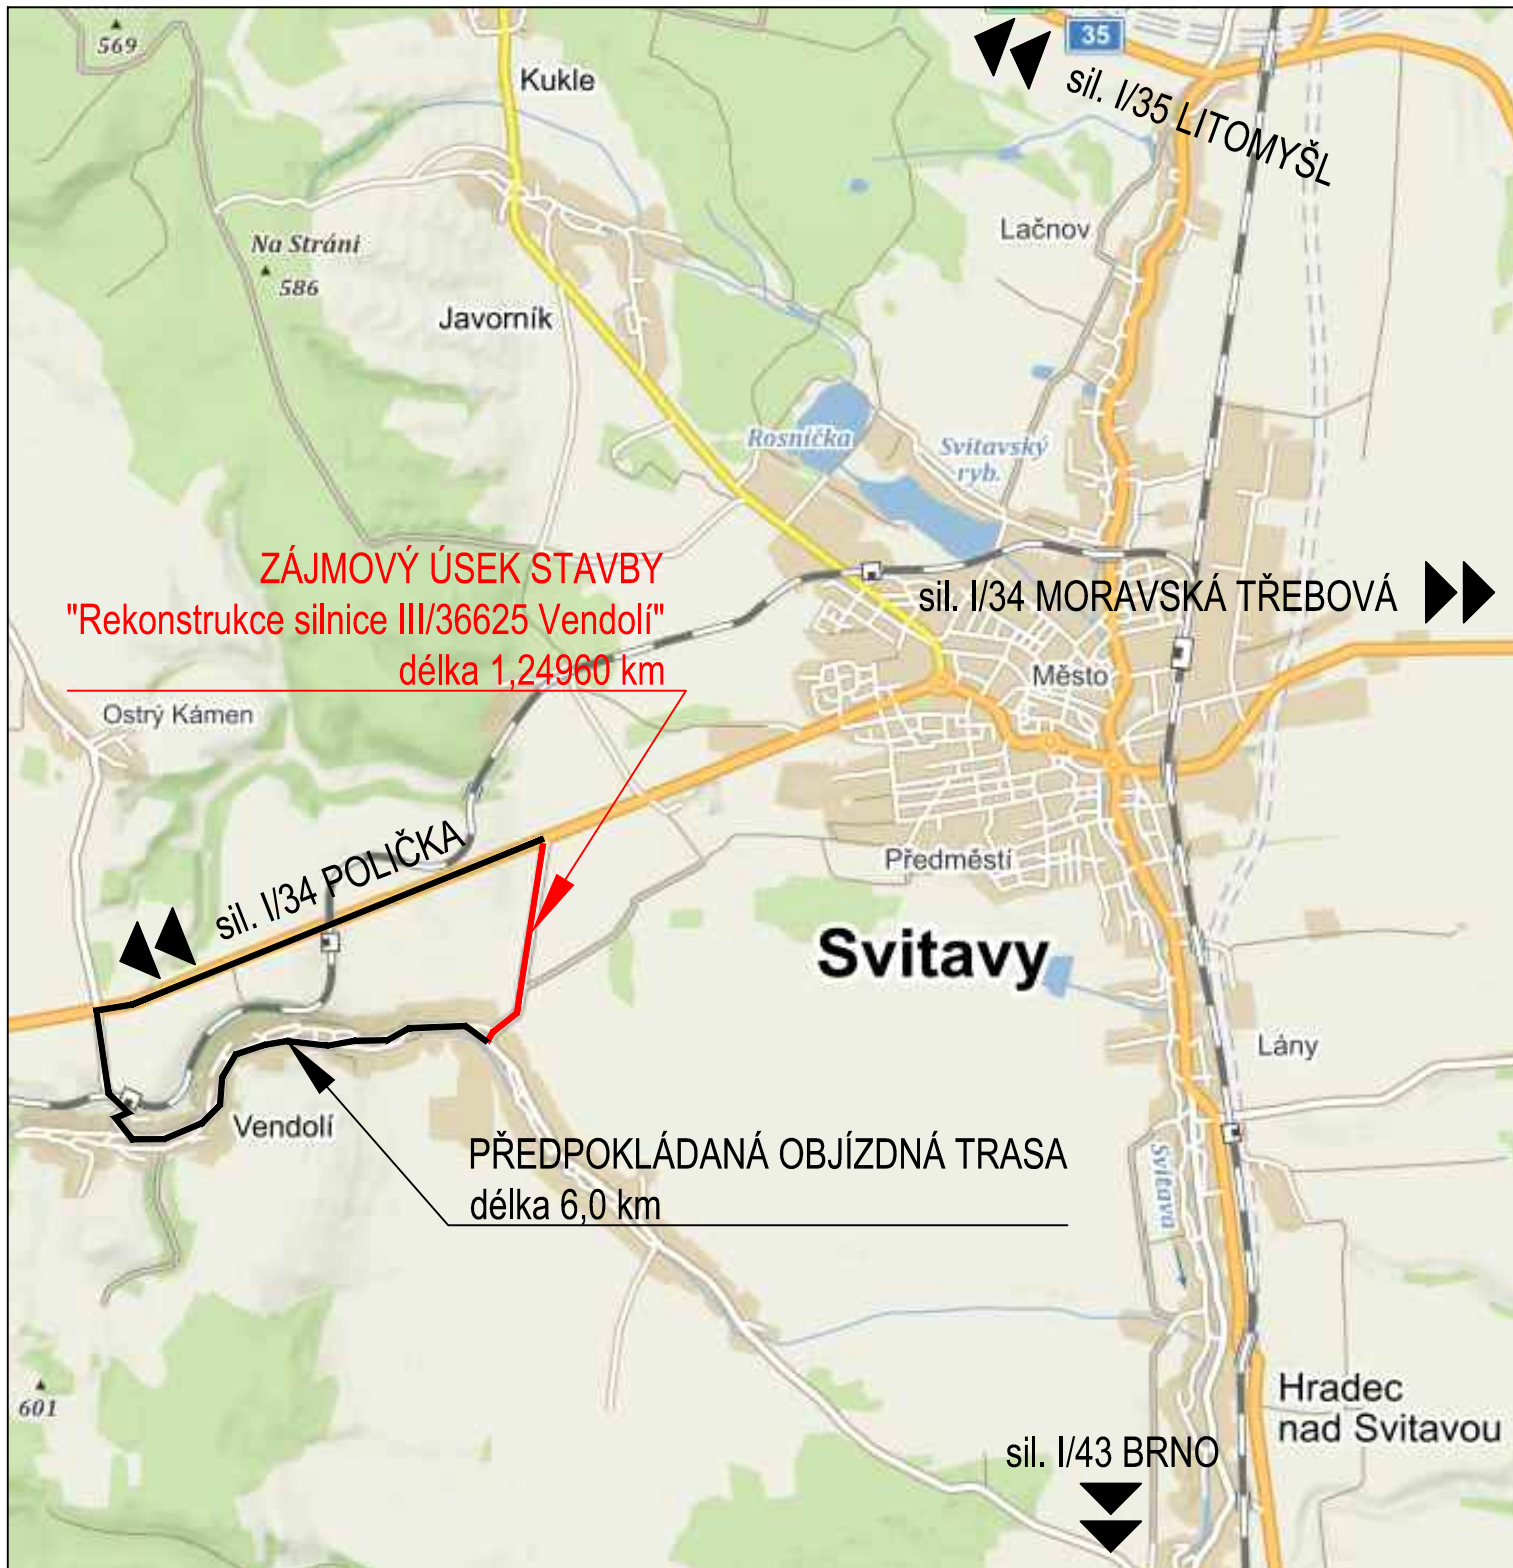 569
Kukle
35
sil. I/35 LITOMYŠL
Lačnov
Na Stráni
586
Javorník
Rosnička
Svitavský
ryb.
ZÁJMOVÝ ÚSEK STAVBY
"Rekonstrukce silnice III/36625 Vendolí"
délka 1,24960 km
sil. I/34 MORAVSKÁ TŘEBOVÁ
Město
Ostrý Kámen
sil. I/34 POLIČKA
Předměstí
Svitavy
Lány
Vendolí
PŘEDPOKLÁDANÁ OBJÍZDNÁ TRASA
délka 6,0 km
Svitava
601
Hradec
nad Svitavou
sil. I/43 BRNO